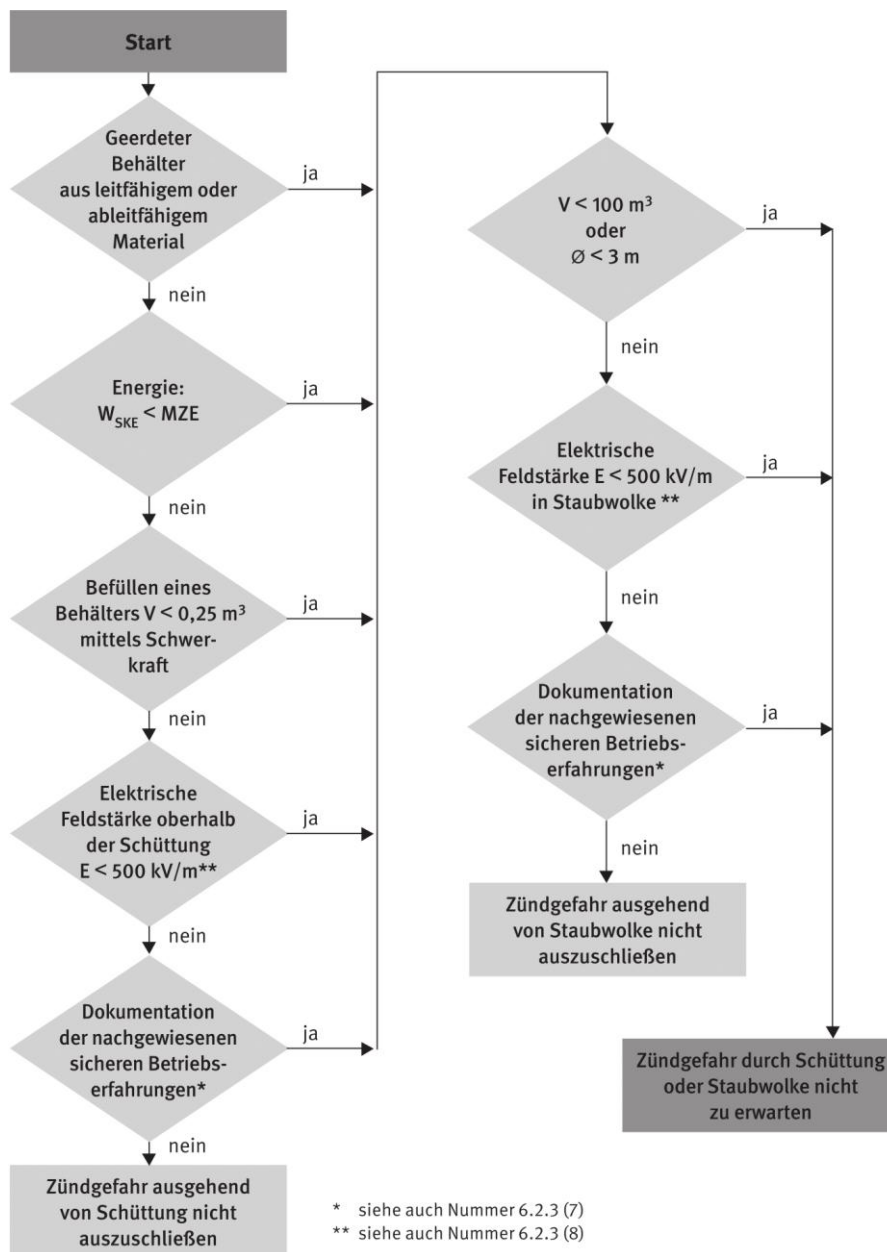 Start
Geerdeter
Behälter
aus leitfähigem oder
ableitfähigem
Material
ja
nein
Energie:
W_SKE < MZE
ja
nein
Befüllen eines
Behälters V < 0,25 m³
mittels Schwer-
kraft
ja
nein
Elektrische
Feldstärke oberhalb
der Schüttung
E < 500 kV/m**
ja
nein
Dokumentation
der nachgewiesenen
sicheren Betriebs-
erfahrungen*
ja
nein
Zündgefahr ausgehend
von Schüttung nicht
auszuschließen
V < 100 m³
oder
Ø < 3 m
ja
nein
Elektrische
Feldstärke E < 500 kV/m
in Staubwolke **
ja
nein
Dokumentation
der nachgewiesenen
sicheren Betriebs-
erfahrungen*
ja
nein
Zündgefahr ausgehend
von Staubwolke nicht
auszuschließen
Zündgefahr durch Schüttung
oder Staubwolke nicht
zu erwarten
* siehe auch Nummer 6.2.3 (7)
** siehe auch Nummer 6.2.3 (8)